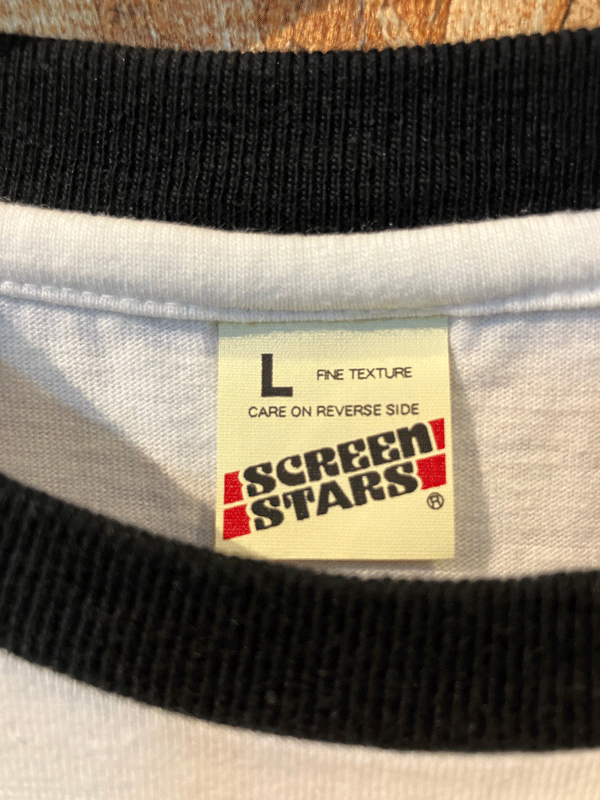 L FINE TEXTURE
CARE ON REVERSE SIDE
SCREEN
STARS ®